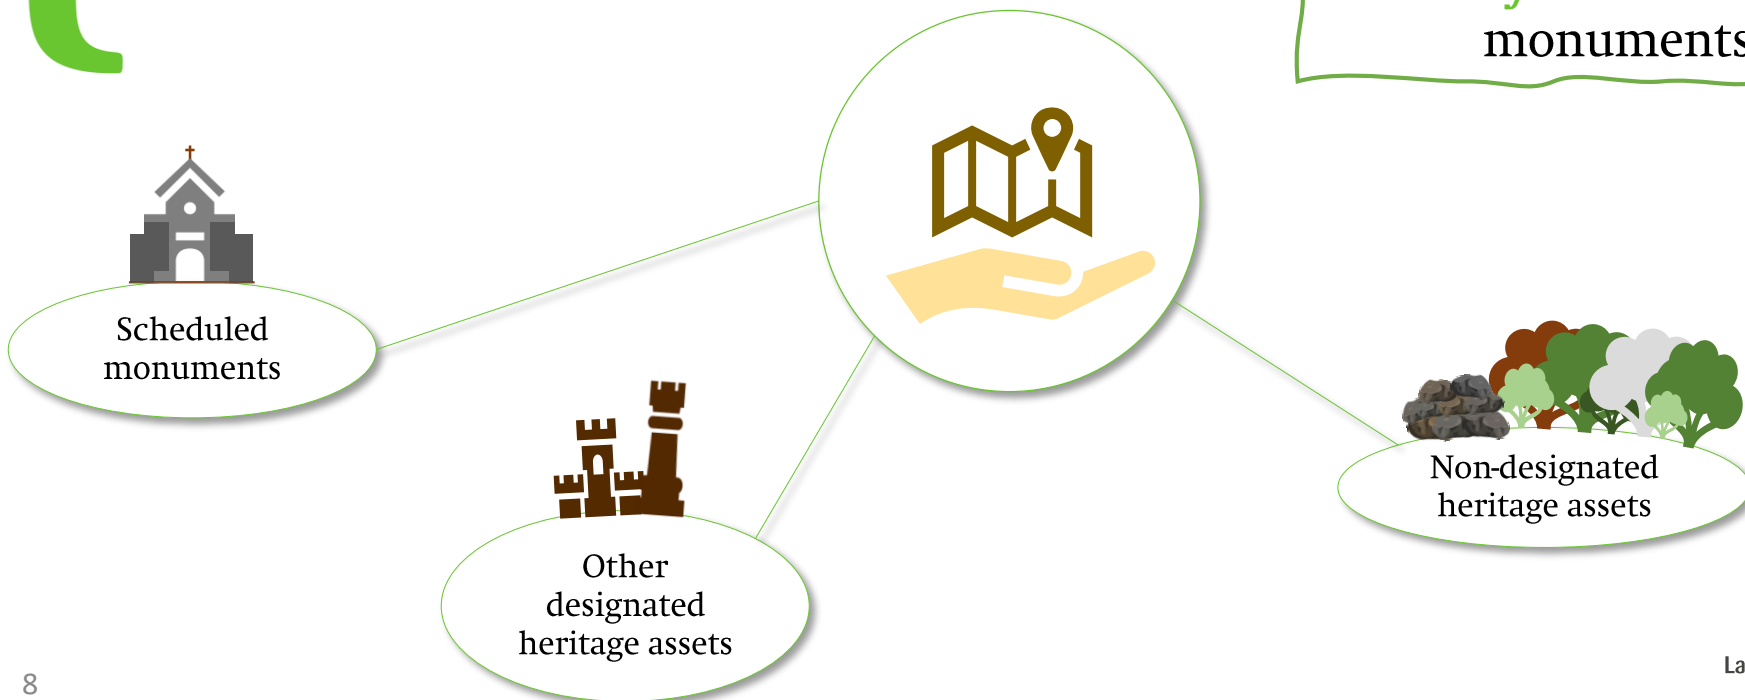 monuments
Scheduled
monuments
Non-designated
heritage assets
Other
designated
heritage assets
8